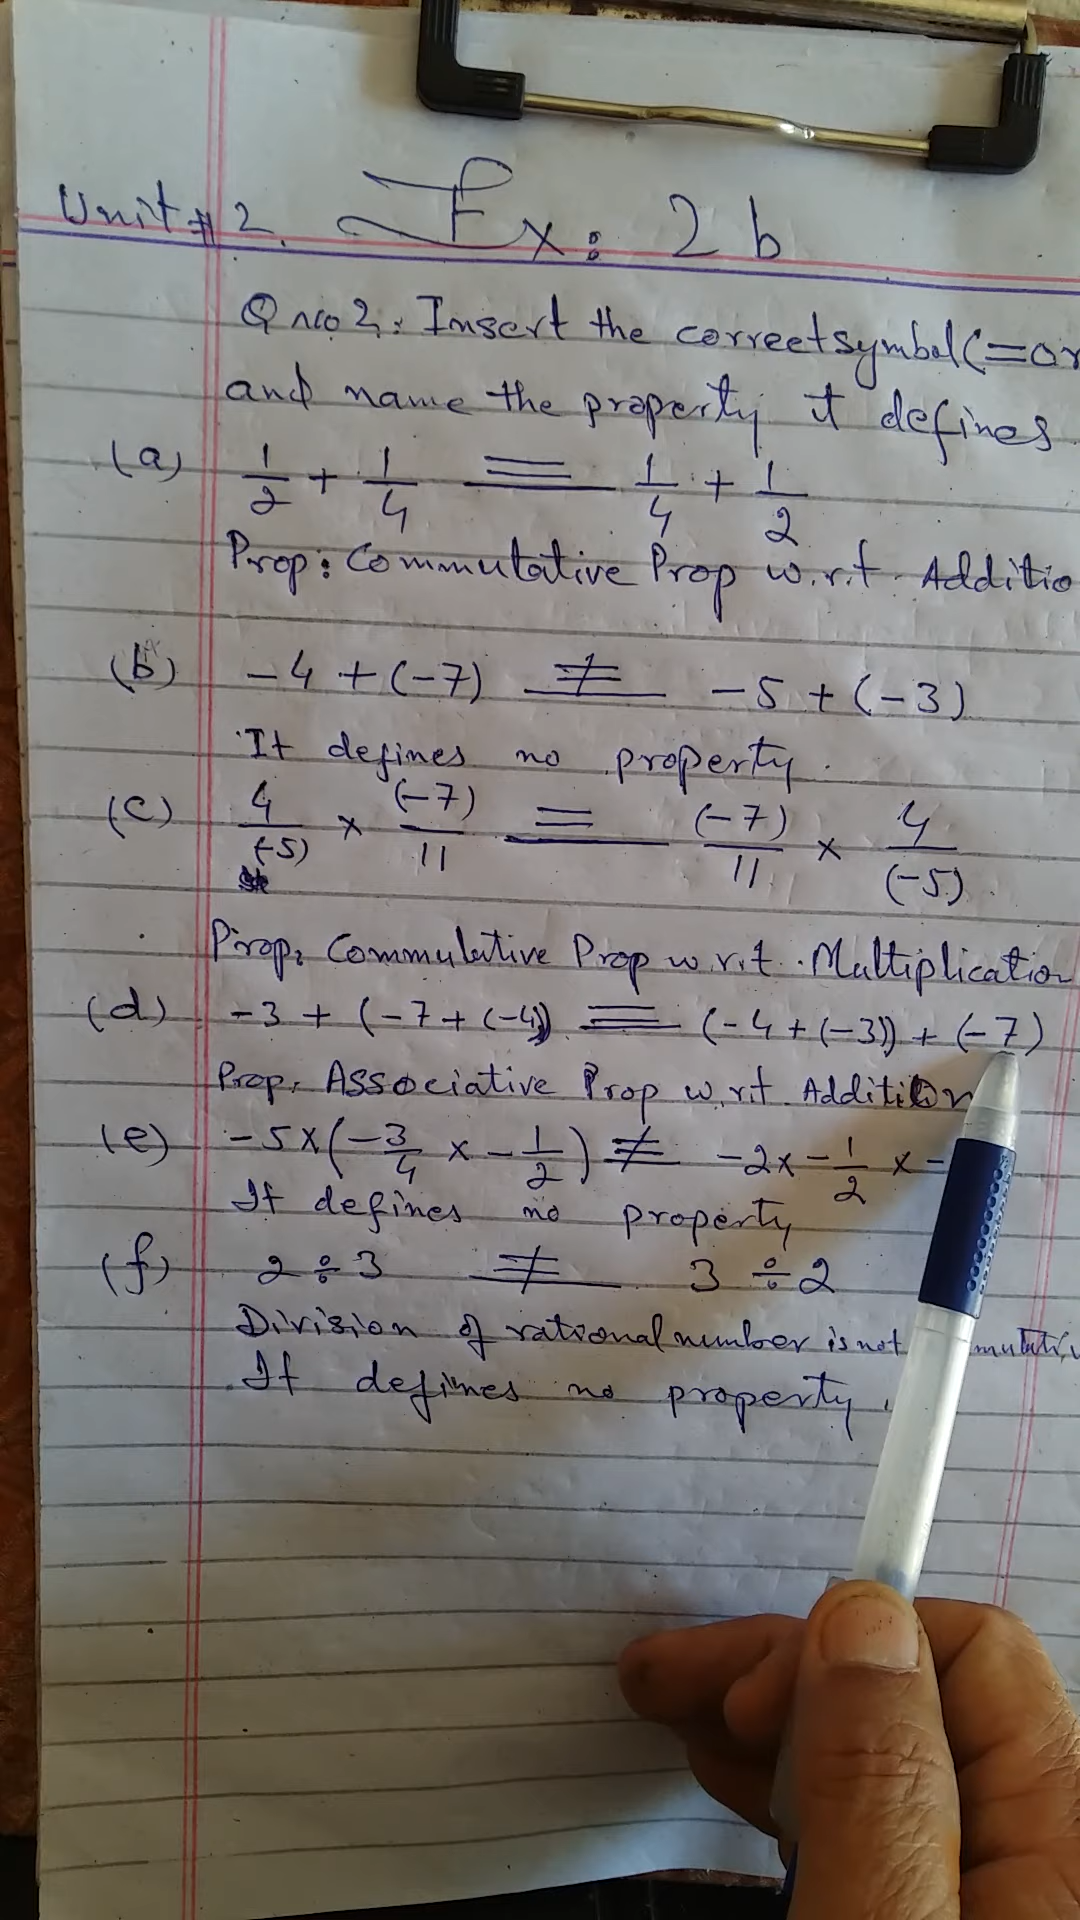 Unit # 2. Ex: 2 b
Q no 2: Insert the correct symbol (= or
and name the property it defines
(a) 1/2 + 1/4 = 1/4 + 1/2
Prop: Commutative Prop w.r.t. Additio
(b) -4 + (-7) ≠ -5 + (-3)
It defines no property.
(c) 4/(-5) × (-7)/11 = (-7)/11 × 4/(-5)
Prop: Commulative Prop w.r.t. Multiplication
(d) -3 + (-7 + (-4)) = (-4 + (-3)) + (-7)
Prop: Associative Prop w.r.t. Addition
(e) -5 × (-3/4 × -1/2) ≠ -2 × -1/2 × -
It defines no property
(f) 2 ÷ 3 ≠ 3 ÷ 2
Division of rational number is not
It defines no property.